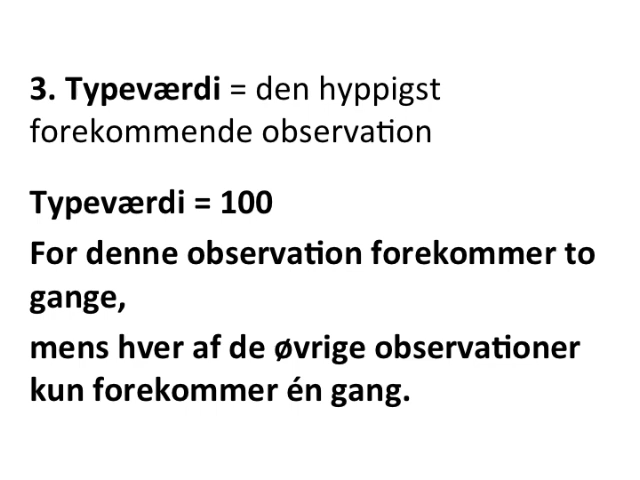 3. Typeværdi = den hyppigst
forekommende observation
Typeværdi = 100
For denne observation forekommer to
gange,
mens hver af de øvrige observationer
kun forekommer én gang.